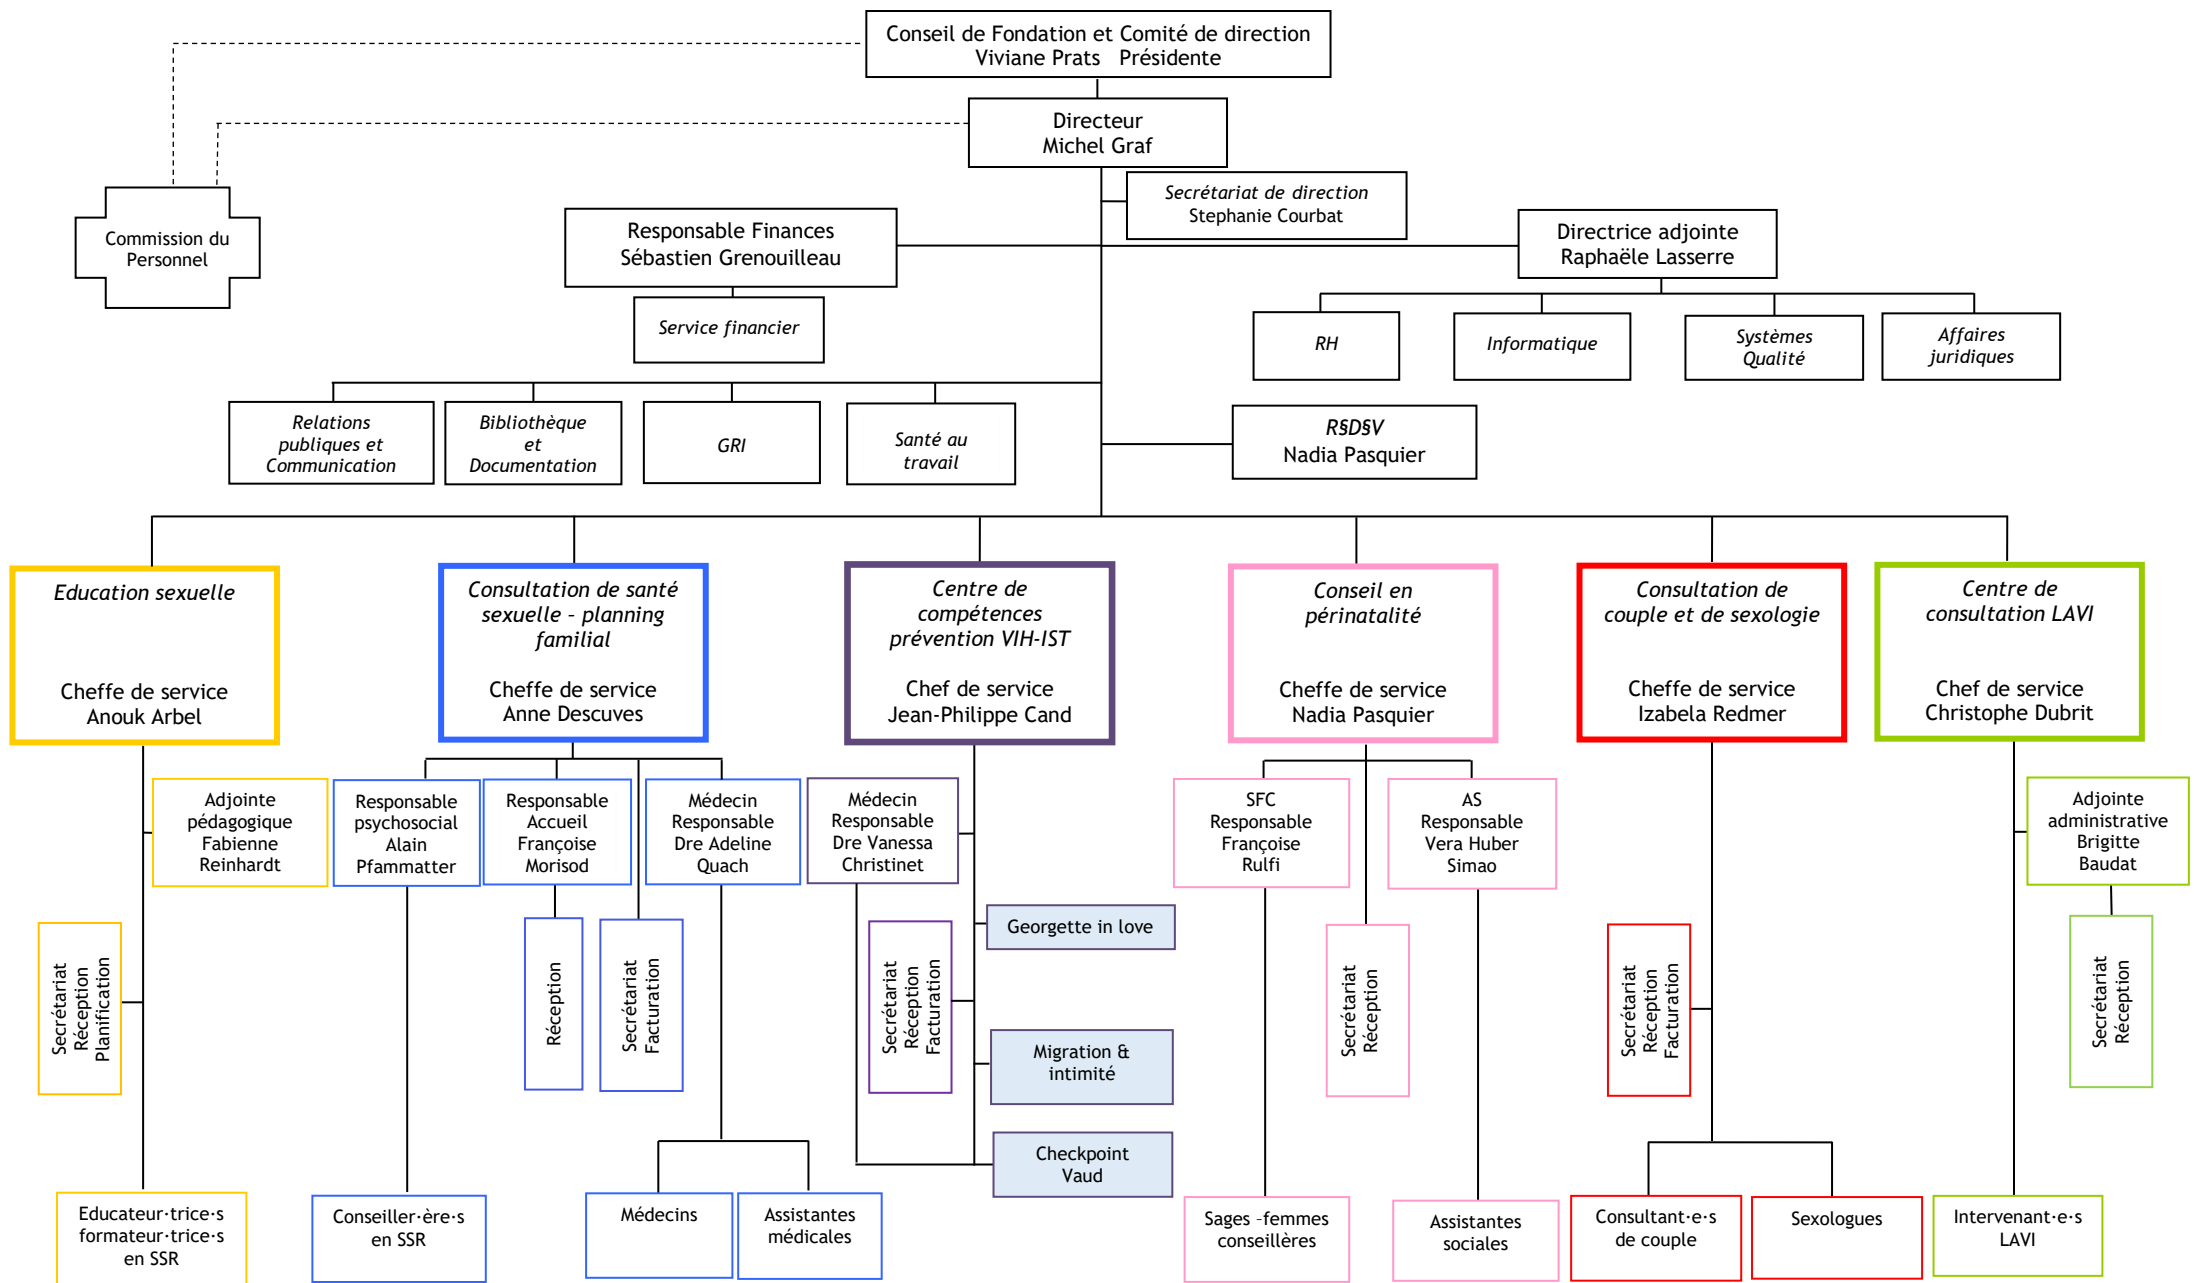 Conseil de Fondation et Comité de direction
Viviane Prats   Présidente
Directeur
Michel Graf
Secrétariat de direction
Stephanie Courbat
Commission du
Personnel
Responsable Finances
Sébastien Grenouilleau
Directrice adjointe
Raphaële Lasserre
Service financier
RH
Informatique
Systèmes
Qualité
Affaires
juridiques
Relations
publiques et
Communication
Bibliothèque
et
Documentation
GRI
Santé au
travail
R§D§V
Nadia Pasquier
Education sexuelle
Cheffe de service
Anouk Arbel
Consultation de santé
sexuelle – planning
familial
Cheffe de service
Anne Descuves
Centre de
compétences
prévention VIH-IST
Chef de service
Jean-Philippe Cand
Conseil en
périnatalité
Cheffe de service
Nadia Pasquier
Consultation de
couple et de sexologie
Cheffe de service
Izabela Redmer
Centre de
consultation LAVI
Chef de service
Christophe Dubrit
Adjointe
pédagogique
Fabienne
Reinhardt
Responsable
psychosocial
Alain
Pfammatter
Responsable
Accueil
Françoise
Morisod
Médecin
Responsable
Dre Adeline
Quach
Médecin
Responsable
Dre Vanessa
Christinet
SFC
Responsable
Françoise
Rulfi
AS
Responsable
Vera Huber
Simao
Adjointe
administrative
Brigitte
Baudat
Secrétariat
Réception
Planification
Réception
Secrétariat
Facturation
Secrétariat
Réception
Facturation
Georgette in love
Migration &
intimité
Checkpoint
Vaud
Secrétariat
Réception
Secrétariat
Réception
Facturation
Secrétariat
Réception
Educateur·trice·s
formateur·trice·s
en SSR
Conseiller·ère·s
en SSR
Médecins
Assistantes
médicales
Sages –femmes
conseillères
Assistantes
sociales
Consultant·e·s
de couple
Sexologues
Intervenant·e·s
LAVI